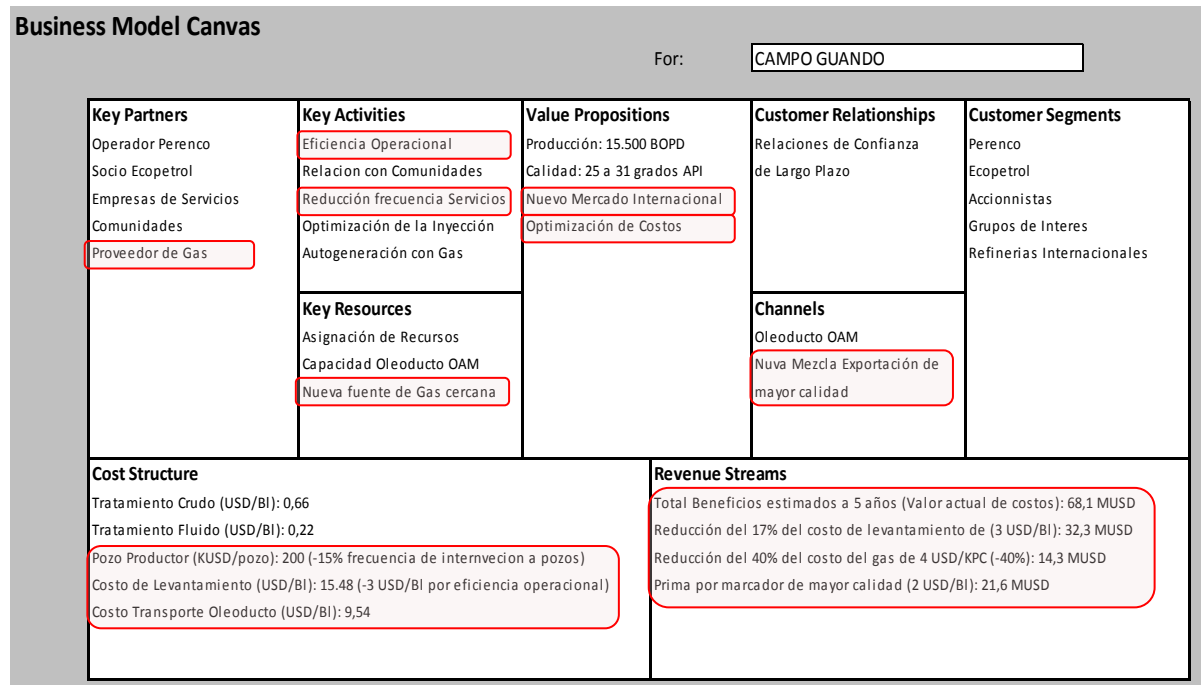 Business Model Canvas
For: CAMPO GUANDO
Key Partners
Operador Perenco
Socio Ecopetrol
Empresas de Servicios
Comunidades
Proveedor de Gas
Key Activities
Eficiencia Operacional
Relacion con Comunidades
Reducción frecuencia Servicios
Optimización de la Inyección
Autogeneración con Gas
Key Resources
Asignación de Recursos
Capacidad Oleoducto OAM
Nueva fuente de Gas cercana
Value Propositions
Producción: 15.500 BOPD
Calidad: 25 a 31 grados API
Nuevo Mercado Internacional
Optimización de Costos
Customer Relationships
Relaciones de Confianza
de Largo Plazo
Channels
Oleoducto OAM
Nuva Mezcla Exportación de
mayor calidad
Customer Segments
Perenco
Ecopetrol
Accionnistas
Grupos de Interes
Refinerias Internacionales
Cost Structure
Tratamiento Crudo (USD/Bl): 0,66
Tratamiento Fluido (USD/Bl): 0,22
Pozo Productor (KUSD/pozo): 200 (-15% frecuencia de internvecion a pozos)
Costo de Levantamiento (USD/Bl): 15.48 (-3 USD/Bl por eficiencia operacional)
Costo Transporte Oleoducto (USD/Bl): 9,54
Revenue Streams
Total Beneficios estimados a 5 años (Valor actual de costos): 68,1 MUSD
Reducción del 17% del costo de levantamiento de (3 USD/Bl): 32,3 MUSD
Reducción del 40% del costo del gas de 4 USD/KPC (-40%): 14,3 MUSD
Prima por marcador de mayor calidad (2 USD/Bl): 21,6 MUSD